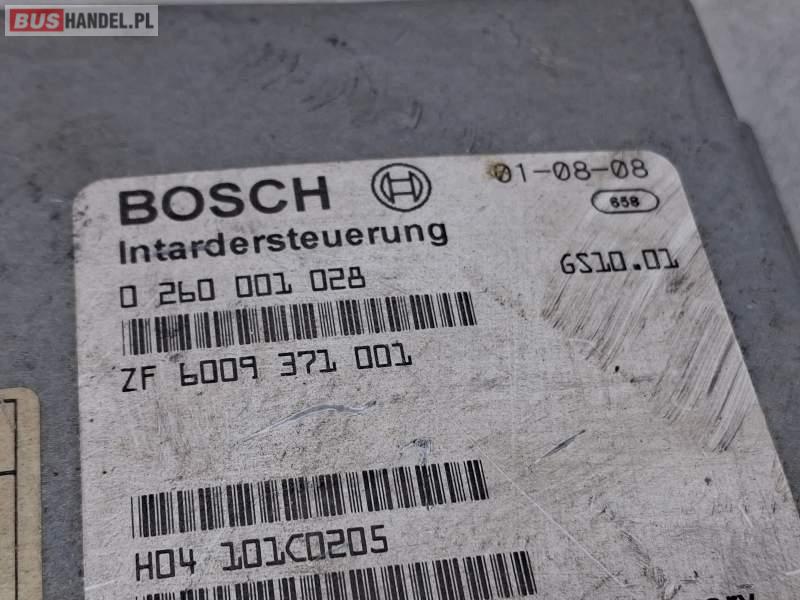 BUSHANDEL.PL
BOSCH
01-08-08
658
Intardersteuerung
0 260 001 028
GS10.01
ZF 6009 371 001
H04 101C0205